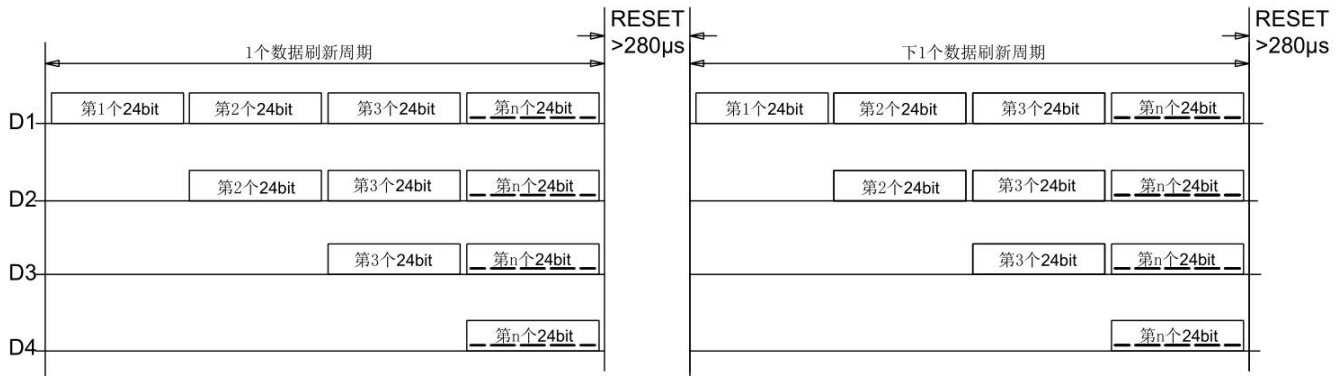 RESET
>280μs
RESET
>280μs
1个数据刷新周期
下1个数据刷新周期
D1 第1个24bit 第2个24bit 第3个24bit 第n个24bit 第1个24bit 第2个24bit 第3个24bit 第n个24bit
D2 第2个24bit 第3个24bit 第n个24bit 第2个24bit 第3个24bit 第n个24bit
D3 第3个24bit 第n个24bit 第3个24bit 第n个24bit
D4 第n个24bit 第n个24bit